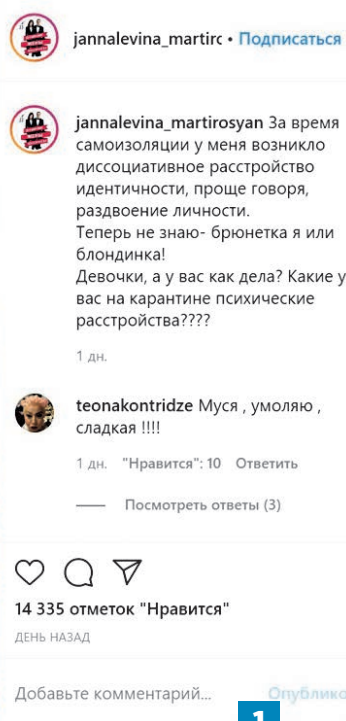 jannalevina_martirc • Подписаться
jannalevina_martirosyan За время
самоизоляции у меня возникло
диссоциативное расстройство
идентичности, проще говоря,
раздвоение личности.
Теперь не знаю- брюнетка я или
блондинка!
Девочки, а у вас как дела? Какие у
вас на карантине психические
расстройства????
1 дн.
teonakontridze Муся , умоляю ,
сладкая !!!!
1 дн. "Нравится": 10 Ответить
Посмотреть ответы (3)
14 335 отметок "Нравится"
ДЕНЬ НАЗАД
Добавьте комментарий... Опублико
1